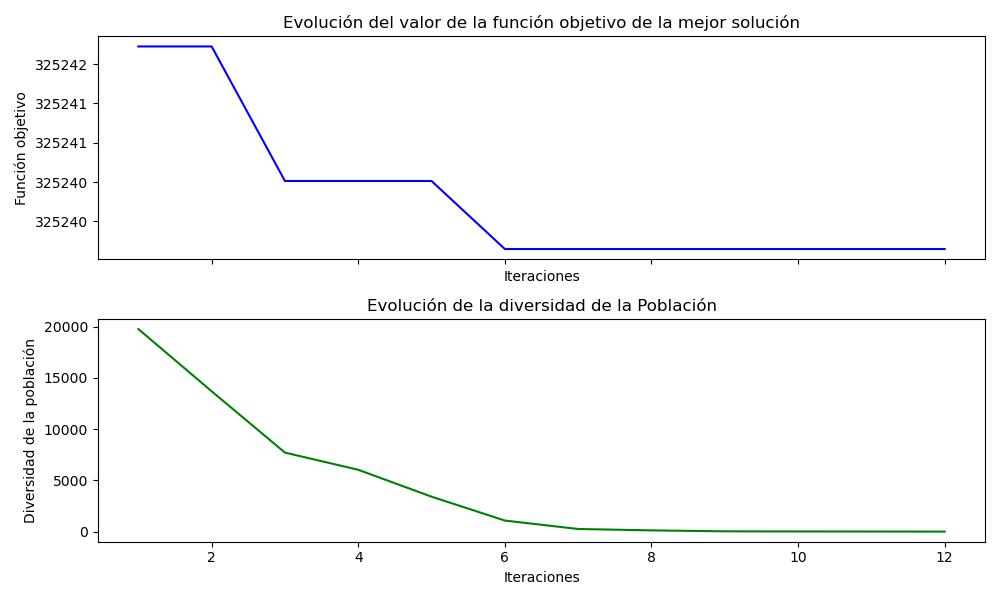 Evolución del valor de la función objetivo de la mejor solución
Función objetivo
325242
325241
325241
325240
325240
Iteraciones
Evolución de la diversidad de la Población
Diversidad de la población
20000
15000
10000
5000
0
2 4 6 8 10 12
Iteraciones